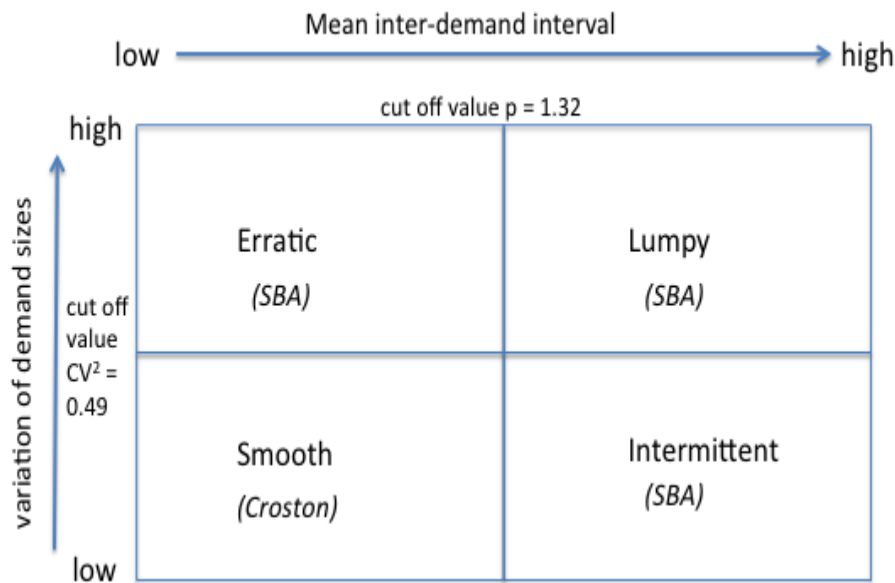 Mean inter-demand interval
low
high
cut off value p = 1.32
high
variation of demand sizes
Erratic
(SBA)
Lumpy
(SBA)
cut off
value
CV² =
0.49
Smooth
(Croston)
Intermittent
(SBA)
low